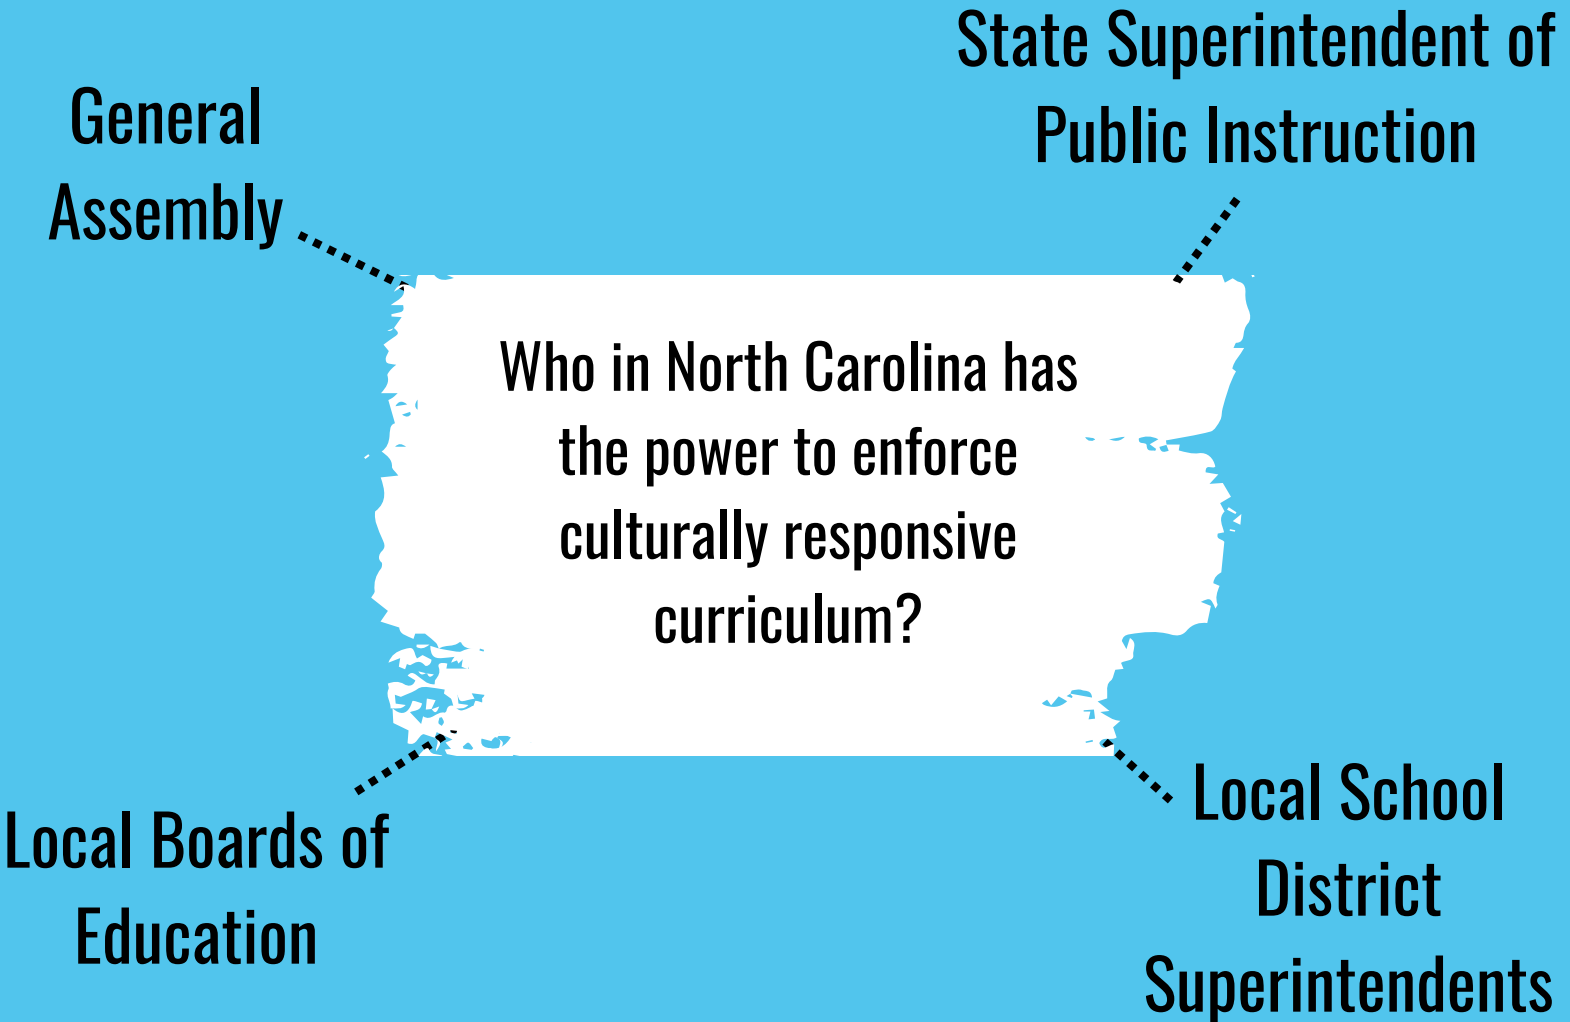 General
Assembly
State Superintendent of
Public Instruction
Who in North Carolina has
the power to enforce
culturally responsive
curriculum?
Local Boards of
Education
Local School
District
Superintendents